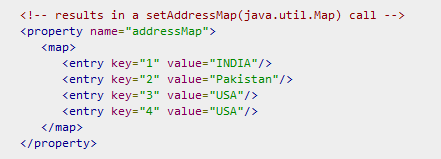 <!-- results in a setAddressMap(java.util.Map) call -->
<property name="addressMap">
<map>
<entry key="1" value="INDIA"/>
<entry key="2" value="Pakistan"/>
<entry key="3" value="USA"/>
<entry key="4" value="USA"/>
</map>
</property>